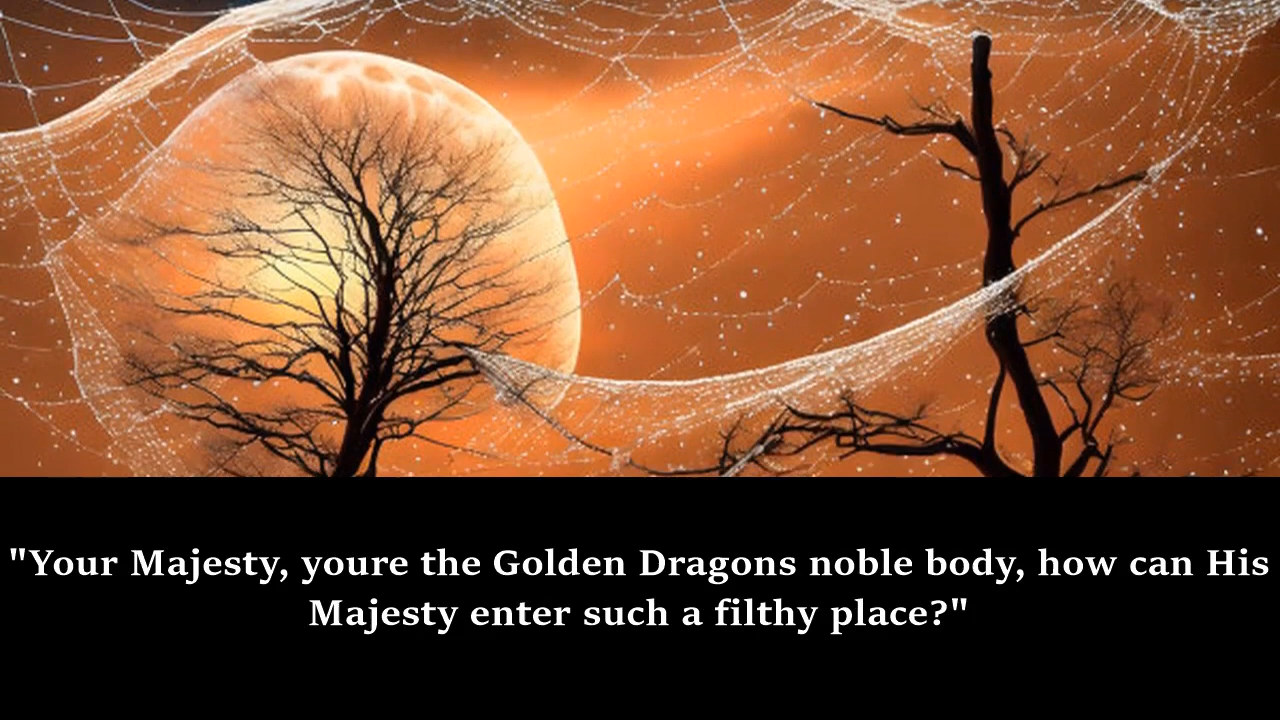 "Your Majesty, youre the Golden Dragons noble body, how can His
Majesty enter such a filthy place?"